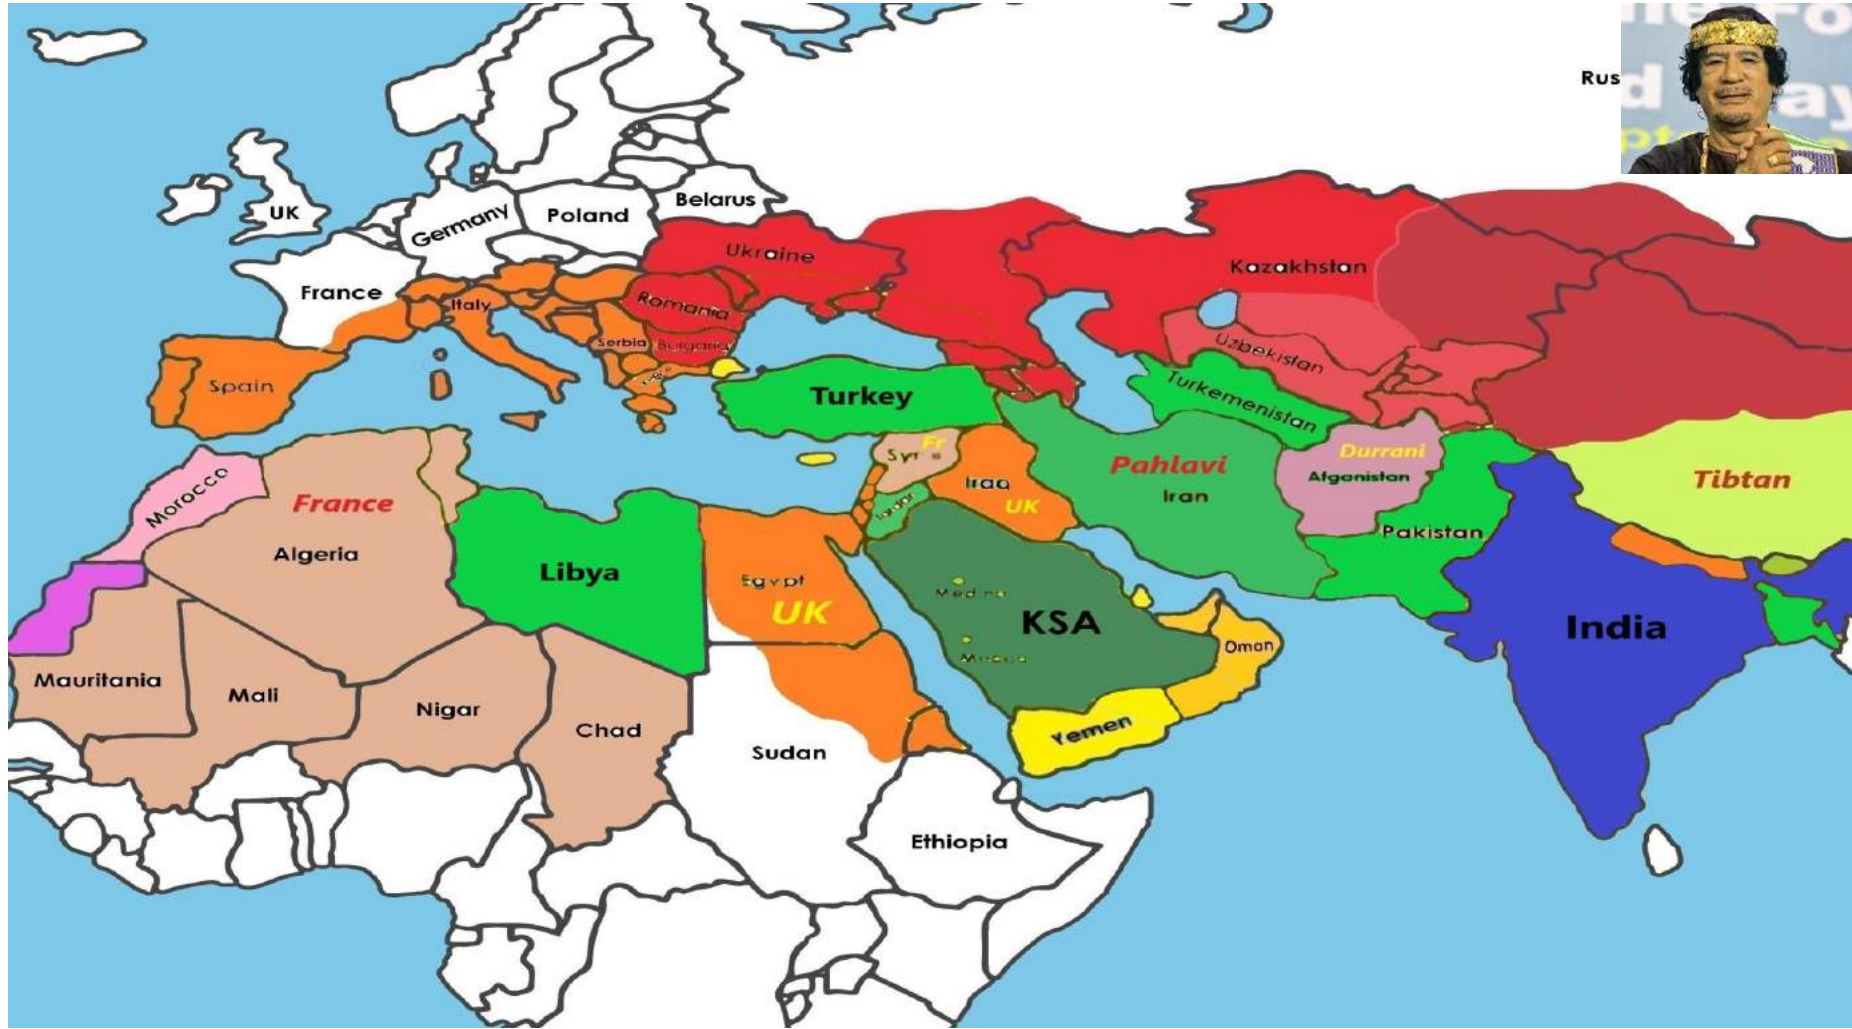 Rus
Belarus
UK
Germany
Poland
Ukraine
Kazakhstan
France
Italy
Romania
Serbia
Bulgaria
Uzbekistan
Spain
Turkey
Turkemenistan
Fr
Durrani
Pahlavi
Afganistan
Tibtan
Morocco
France
Iraq
UK
Iran
Pakistan
Algeria
Libya
Egypt
UK
KSA
India
Oman
Mauritania
Mali
Nigar
Chad
Yemen
Sudan
Ethiopia